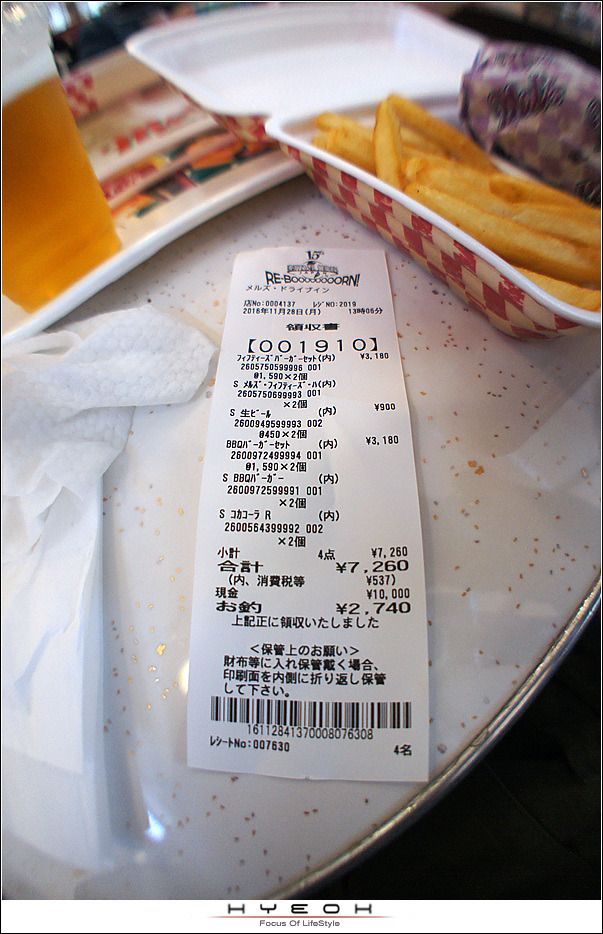 15
RE-BOOOOOOOORN!
メルズ・ドライブイン
店No:0004137 レジNO:2019
2016年11月28日(月) 13時05分
領収書
【001910】
フィフティーズバーガーセット(内) ¥3,180
2605750599996 001
@1,590×2個
S メルズ・フィフティーズ・バ(内)
2605750699993 001
×2個
S 生ビール (内) ¥900
2600949599993 002
@450×2個
BBQバーガーセット (内) ¥3,180
2600972499994 001
@1,590×2個
S BBQバーガー (内)
2600972599991 001
×2個
S コカコーラ R (内)
2600564399992 002
×2個
小計 4点 ¥7,260
合計 ¥7,260
(内、消費税等 ¥537)
現金 ¥10,000
お釣 ¥2,740
上記正に領収いたしました
<保管上のお願い>
財布等に入れ保管戴く場合、
印刷面を内側に折り返し保管
して下さい。
16112841370008076308
レシートNo:007630 4名
HYEOH
Focus Of LifeStyle